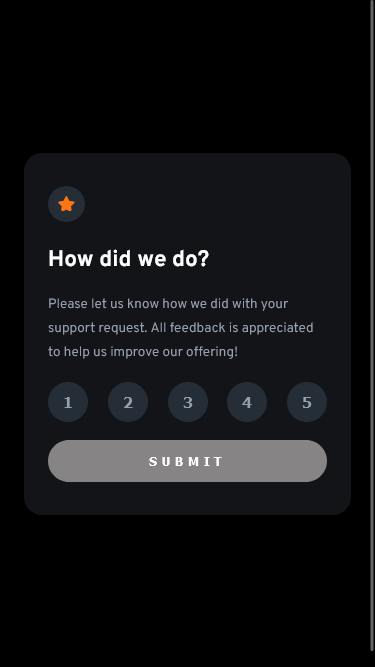 How did we do?
Please let us know how we did with your
support request. All feedback is appreciated
to help us improve our offering!
1 2 3 4 5
SUBMIT